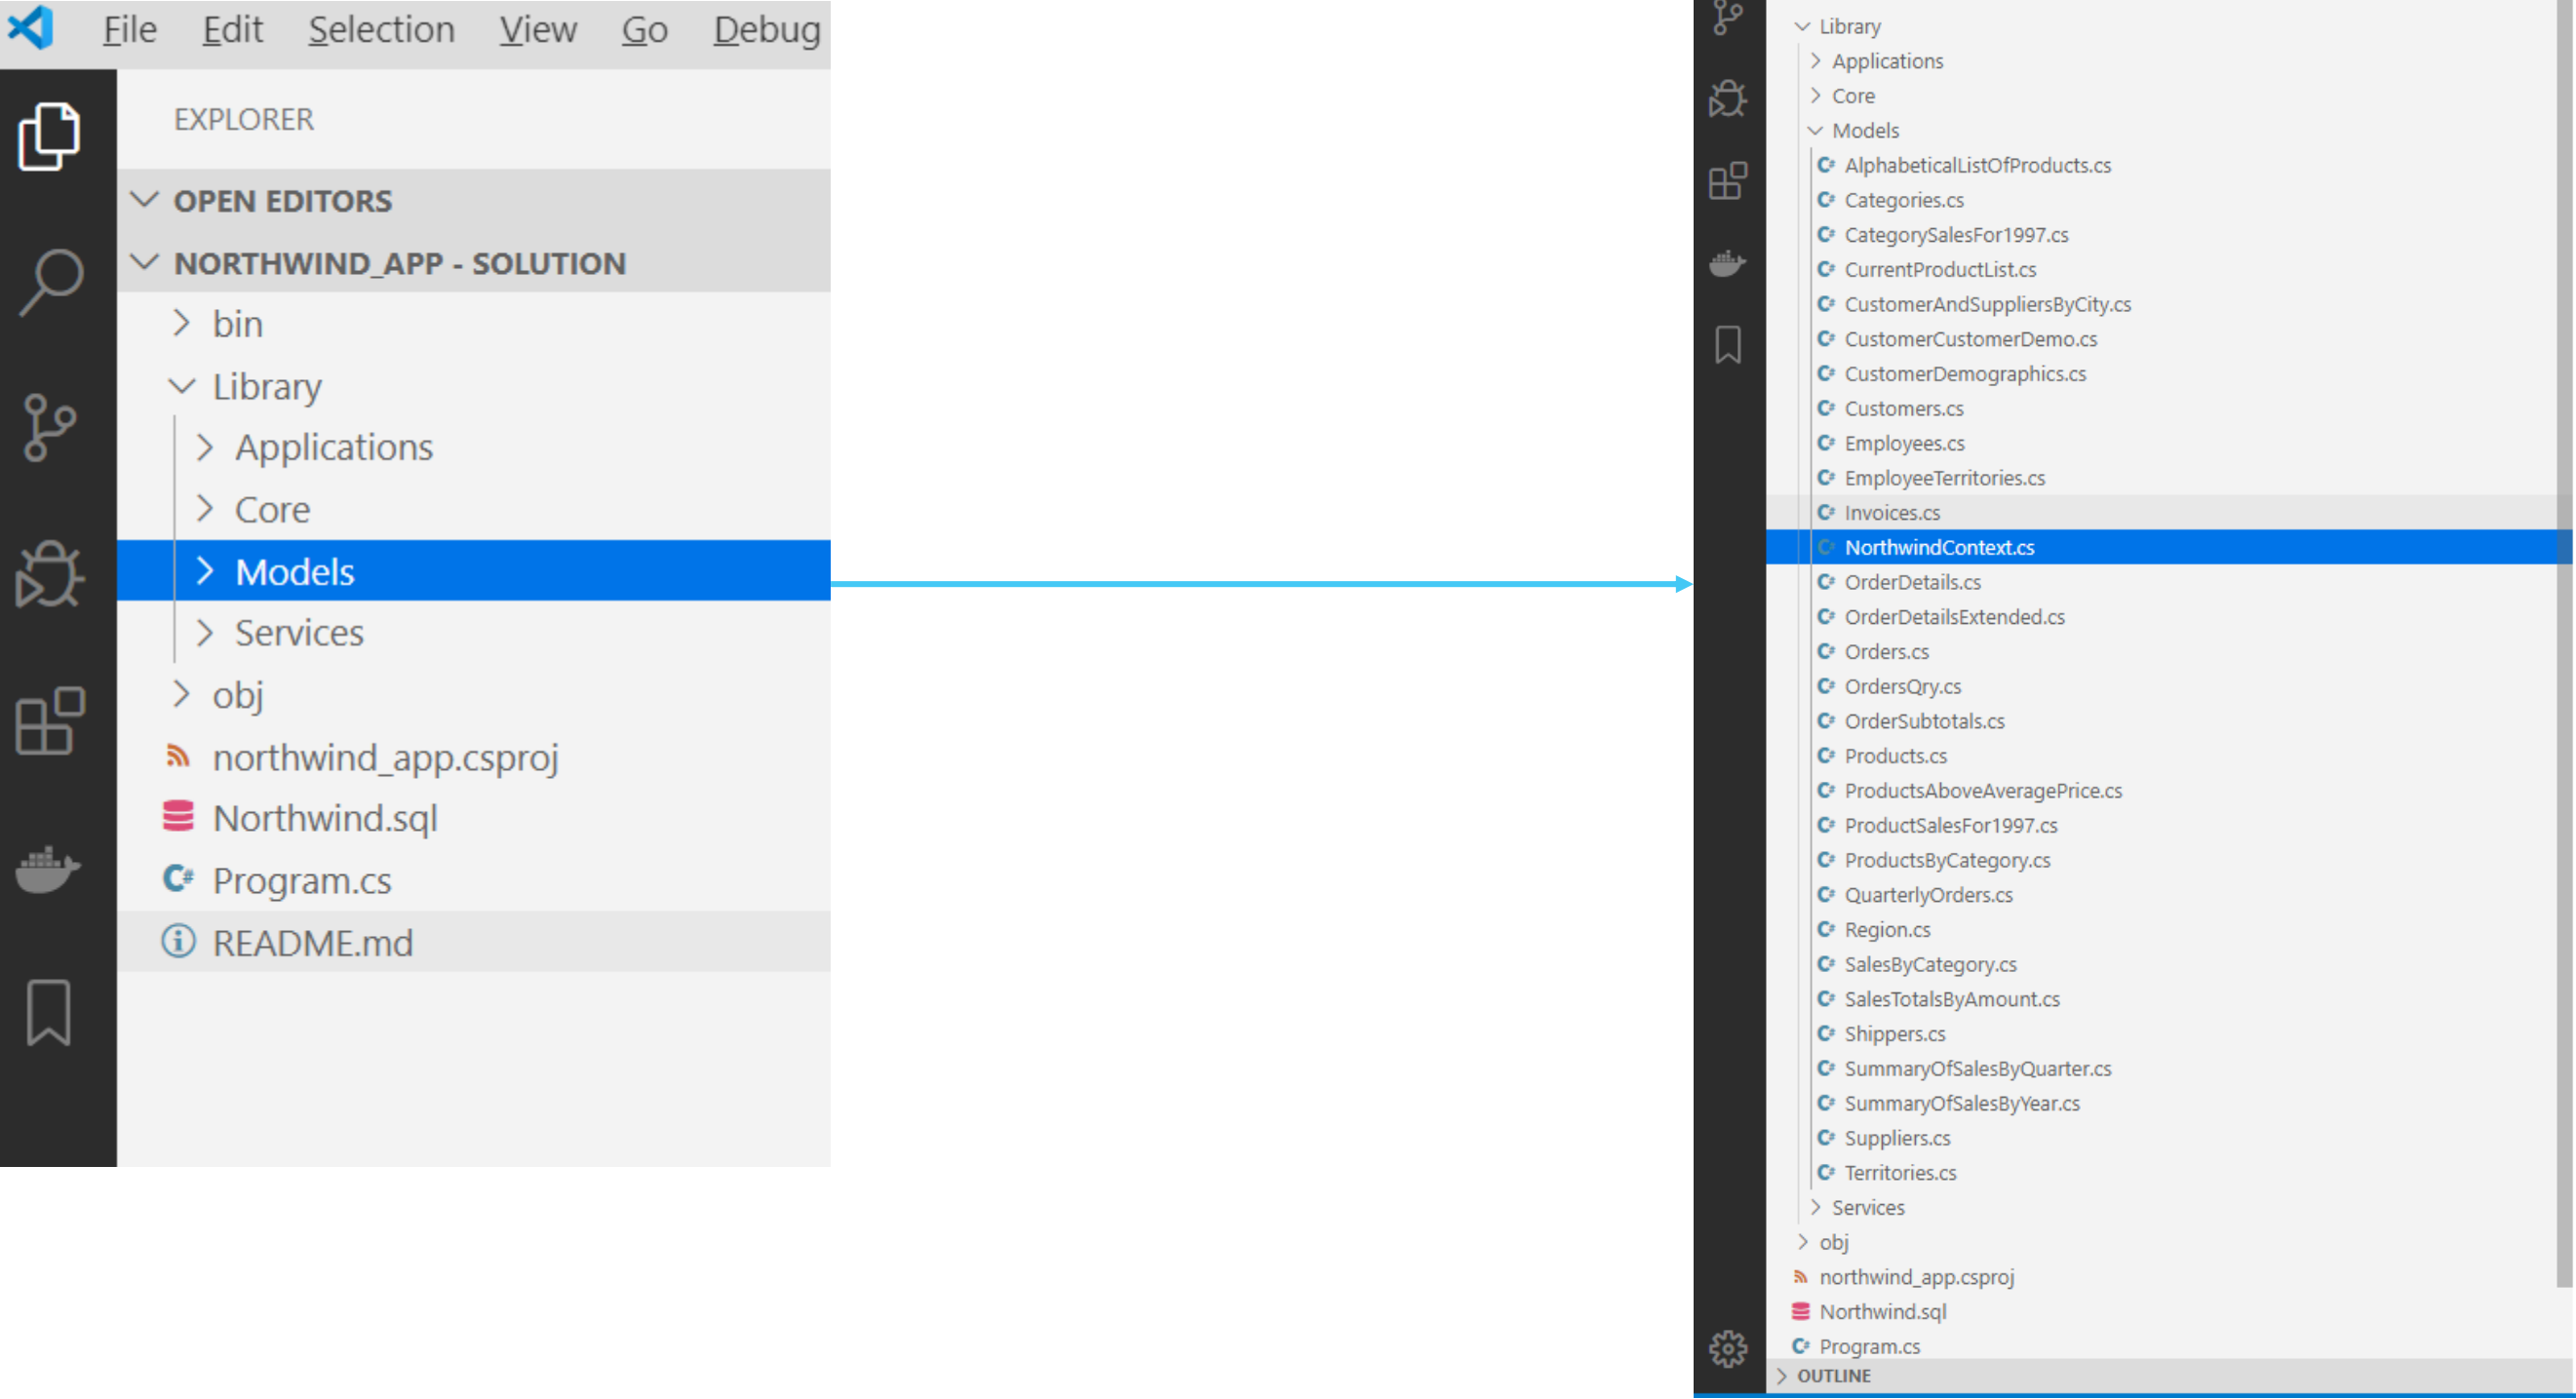 File Edit Selection View Go Debug
EXPLORER
OPEN EDITORS
NORTHWIND_APP - SOLUTION
bin
Library
Applications
Core
Models
Services
obj
northwind_app.csproj
Northwind.sql
Program.cs
README.md
Library
Applications
Core
Models
AlphabeticalListOfProducts.cs
Categories.cs
CategorySalesFor1997.cs
CurrentProductList.cs
CustomerAndSuppliersByCity.cs
CustomerCustomerDemo.cs
CustomerDemographics.cs
Customers.cs
Employees.cs
EmployeeTerritories.cs
Invoices.cs
NorthwindContext.cs
OrderDetails.cs
OrderDetailsExtended.cs
Orders.cs
OrdersQry.cs
OrderSubtotals.cs
Products.cs
ProductsAboveAveragePrice.cs
ProductSalesFor1997.cs
ProductsByCategory.cs
QuarterlyOrders.cs
Region.cs
SalesByCategory.cs
SalesTotalsByAmount.cs
Shippers.cs
SummaryOfSalesByQuarter.cs
SummaryOfSalesByYear.cs
Suppliers.cs
Territories.cs
Services
obj
northwind_app.csproj
Northwind.sql
Program.cs
OUTLINE